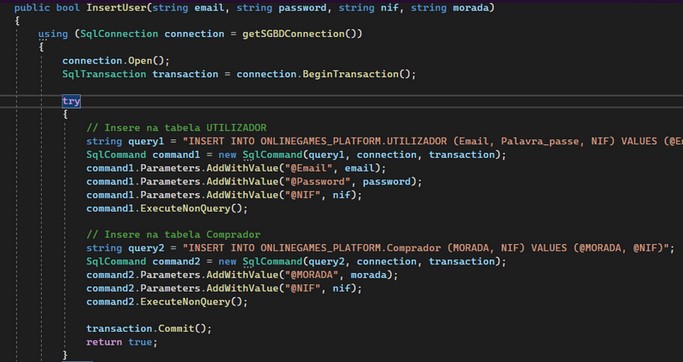 public bool InsertUser(string email, string password, string nif, string morada)
{
using (SqlConnection connection = getSGBDConnection())
{
connection.Open();
SqlTransaction transaction = connection.BeginTransaction();
try
{
// Insere na tabela UTILIZADOR
string query1 = "INSERT INTO ONLINEGAMES_PLATFORM.UTILIZADOR (Email, Palavra_passe, NIF) VALUES (@E
SqlCommand command1 = new SqlCommand(query1, connection, transaction);
command1.Parameters.AddWithValue("@Email", email);
command1.Parameters.AddWithValue("@Password", password);
command1.Parameters.AddWithValue("@NIF", nif);
command1.ExecuteNonQuery();
// Insere na tabela Comprador
string query2 = "INSERT INTO ONLINEGAMES_PLATFORM.Comprador (MORADA, NIF) VALUES (@MORADA, @NIF)";
SqlCommand command2 = new SqlCommand(query2, connection, transaction);
command2.Parameters.AddWithValue("@MORADA", morada);
command2.Parameters.AddWithValue("@NIF", nif);
command2.ExecuteNonQuery();
transaction.Commit();
return true;
}